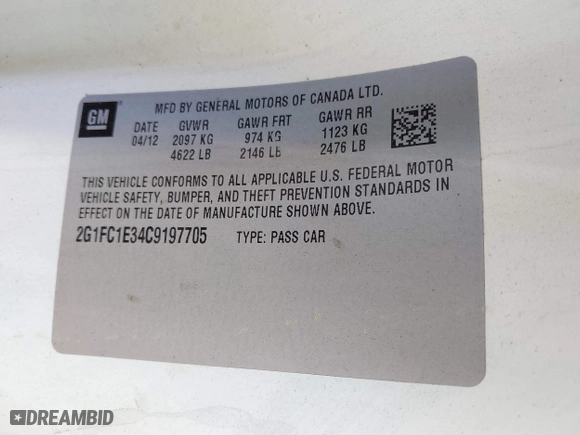 GM
MFD BY GENERAL MOTORS OF CANADA LTD.
DATE GVWR GAWR FRT GAWR RR
04/12 2097 KG 974 KG 1123 KG
4622 LB 2146 LB 2476 LB
THIS VEHICLE CONFORMS TO ALL APPLICABLE U.S. FEDERAL MOTOR
VEHICLE SAFETY, BUMPER, AND THEFT PREVENTION STANDARDS IN
EFFECT ON THE DATE OF MANUFACTURE SHOWN ABOVE.
2G1FC1E34C9197705 TYPE: PASS CAR
DREAMBID